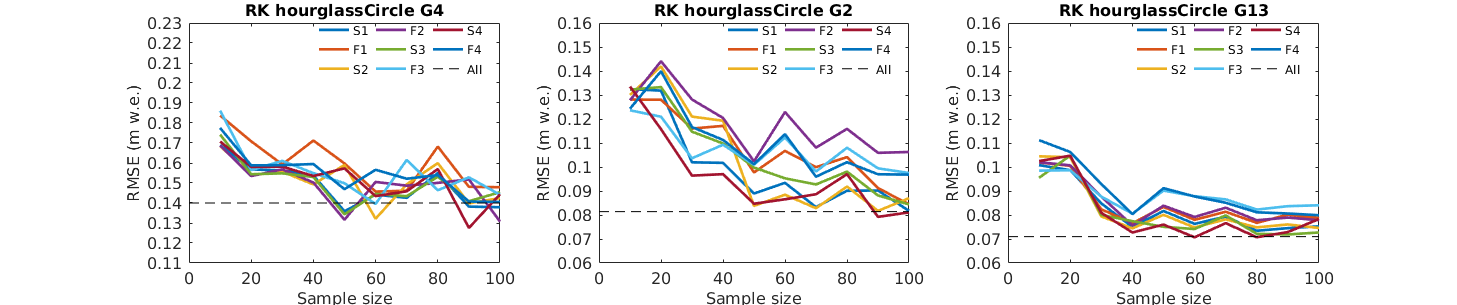 RK hourglassCircle G4
0.23
0.22
0.21
0.2
0.19
0.18
0.17
0.16
0.15
0.14
0.13
0.12
0.11
RMSE (m w.e.)
S1 F2 S4
F1 S3 F4
S2 F3 All
0 20 40 60 80 100
Sample size
RK hourglassCircle G2
0.16
0.15
0.14
0.13
0.12
0.11
0.1
0.09
0.08
0.07
0.06
RMSE (m w.e.)
S1 F2 S4
F1 S3 F4
S2 F3 All
0 20 40 60 80 100
Sample size
RK hourglassCircle G13
0.16
0.15
0.14
0.13
0.12
0.11
0.1
0.09
0.08
0.07
0.06
RMSE (m w.e.)
S1 F2 S4
F1 S3 F4
S2 F3 All
0 20 40 60 80 100
Sample size